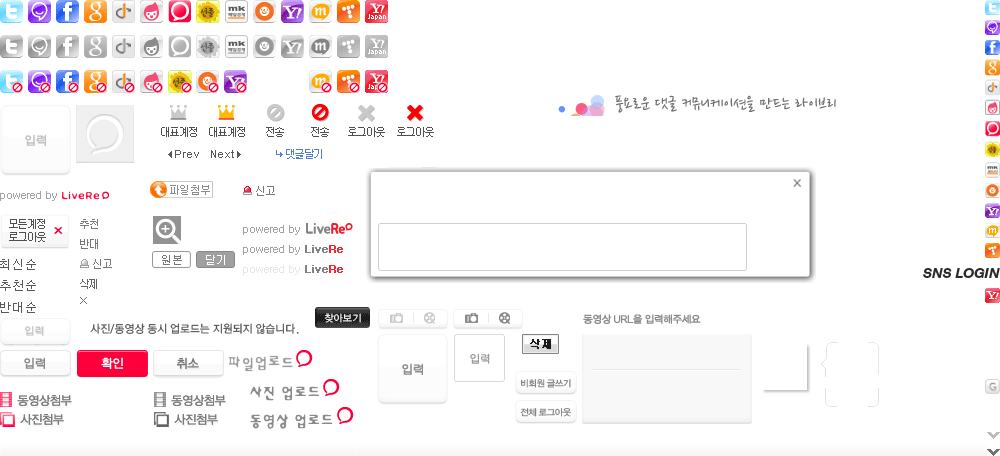 풍요로운 댓글 커뮤니케이션을 만드는 라이브리
입력
대표계정 대표계정 전송 전송 로그아웃 로그아웃
Prev Next 댓글달기
powered by LiveRe
파일첨부 신고
모든계정
로그아웃
추천
반대
신고
삭제
최신순
추천순
반대순
원본 닫기
powered by LiveRe
powered by LiveRe
powered by LiveRe
SNS LOGIN
입력
사진/동영상 동시 업로드는 지원되지 않습니다.
찾아보기
동영상 URL을 입력해주세요
입력 확인 취소 파일업로드
입력 입력 삭제
사진 업로드
비회원 글쓰기
동영상첨부 동영상첨부
사진첨부 사진첨부
동영상 업로드
전체 로그아웃